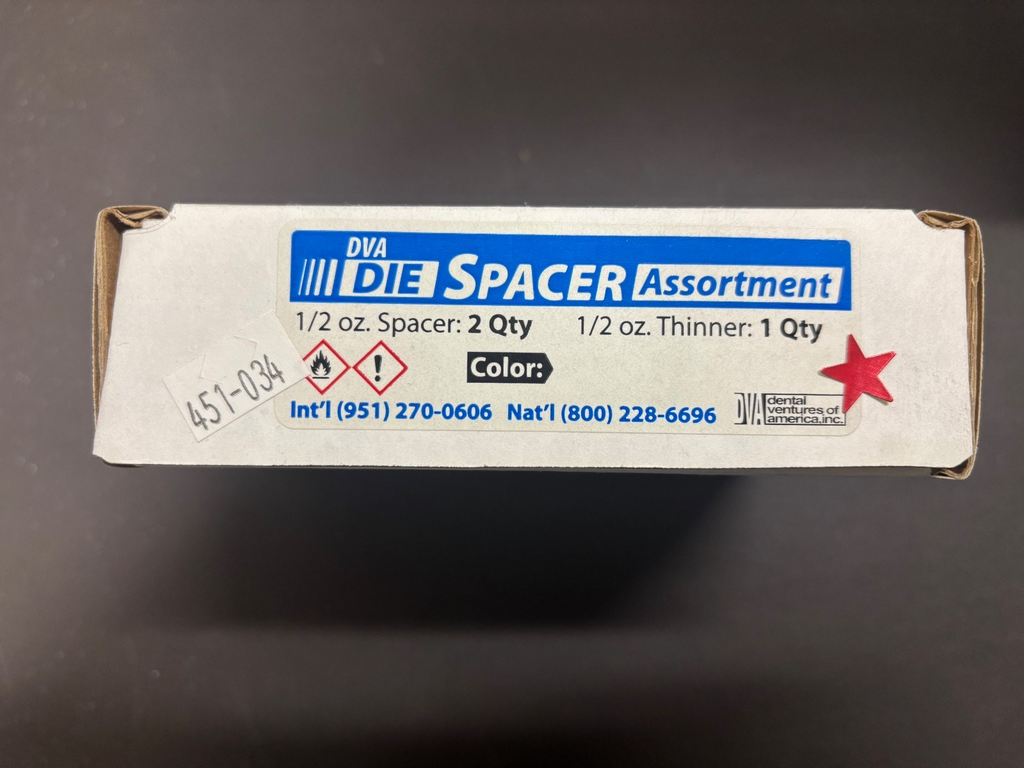 DVA
DIE SPACER Assortment
1/2 oz. Spacer: 2 Qty 1/2 oz. Thinner: 1 Qty
Color:
451-034
Int'l (951) 270-0606 Nat'l (800) 228-6696
DVA dental
ventures of
america,inc.